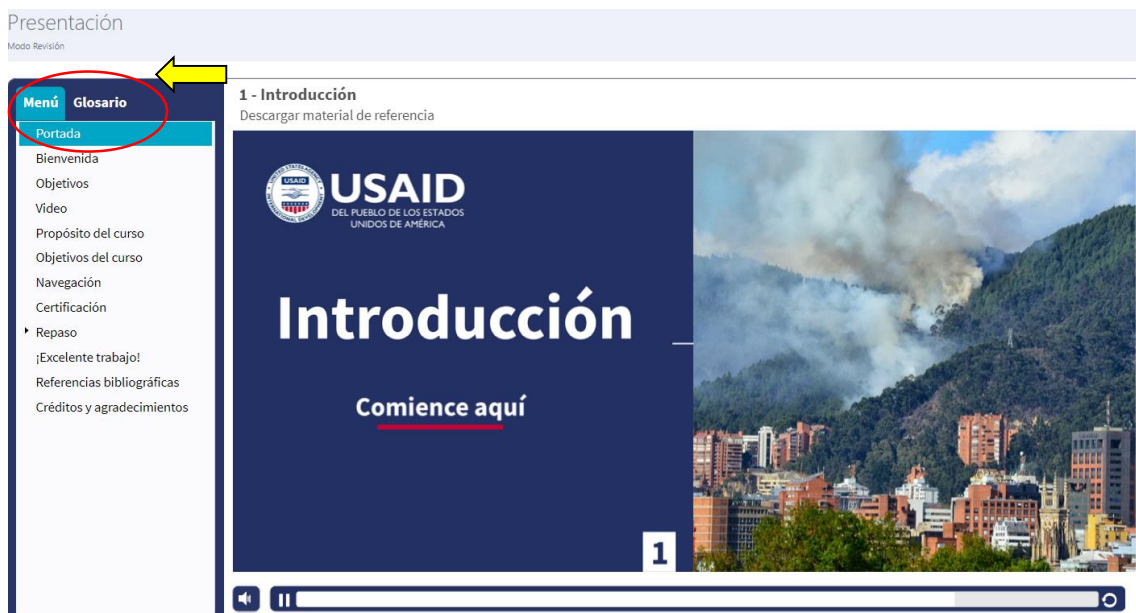 Presentación
Modo Revisión
Menú Glosario
Portada
Bienvenida
Objetivos
Video
Propósito del curso
Objetivos del curso
Navegación
Certificación
Repaso
¡Excelente trabajo!
Referencias bibliográficas
Créditos y agradecimientos
1 - Introducción
Descargar material de referencia
USAID
USAID
DEL PUEBLO DE LOS ESTADOS
UNIDOS DE AMÉRICA
Introducción
Comience aquí
1